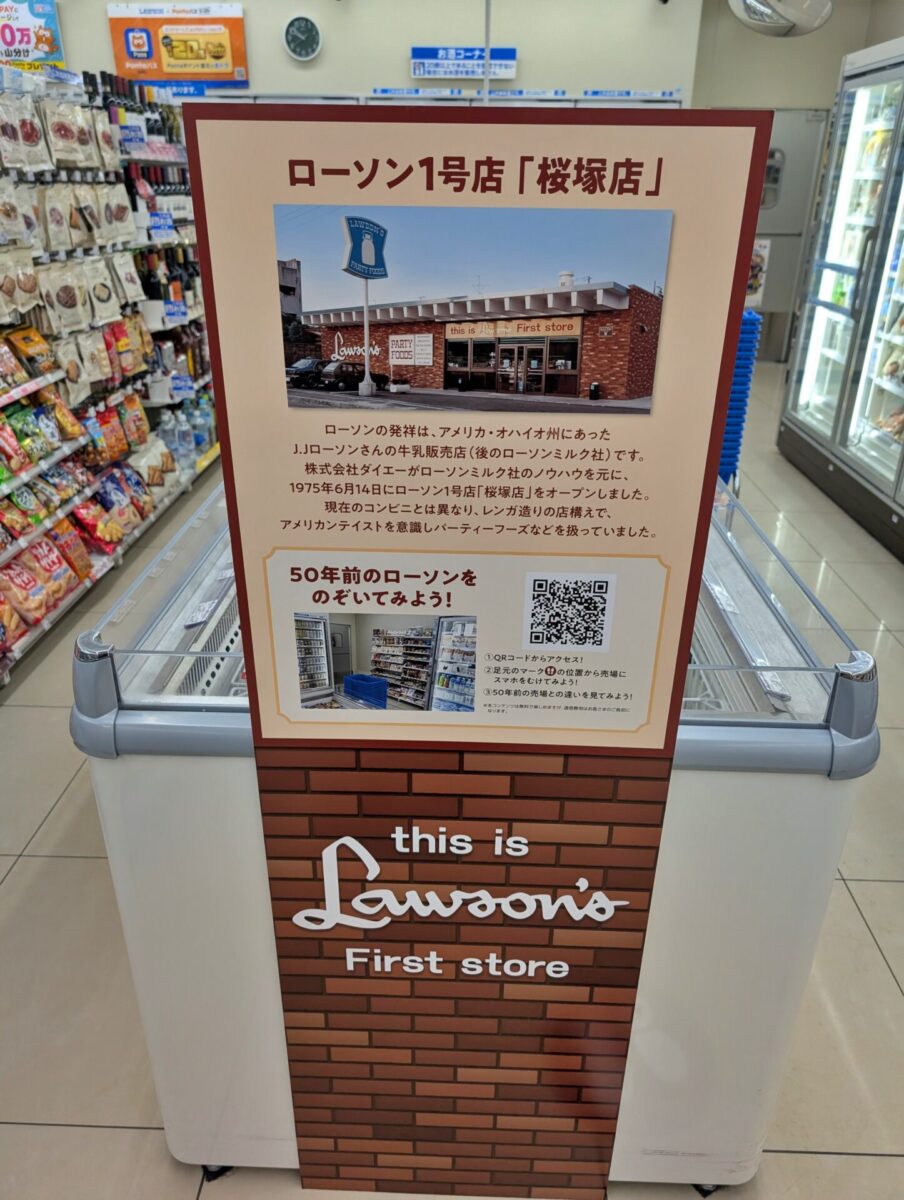 お酒コーナー
ローソン1号店「桜塚店」
LAWSON'S
PARTY FOODS
this is Lawson's First store
Lawson's
PARTY
FOODS
ローソンの発祥は、アメリカ・オハイオ州にあった
J.Jローソンさんの牛乳販売店(後のローソンミルク社)です。
株式会社ダイエーがローソンミルク社のノウハウを元に、
1975年6月14日にローソン1号店「桜塚店」をオープンしました。
現在のコンビニとは異なり、レンガ造りの店構えで、
アメリカンテイストを意識しパーティーフーズなどを扱っていました。
50年前のローソンを
のぞいてみよう!
①QRコードからアクセス!
②足元のマークの位置から売場に
スマホをむけてみよう!
③50年前の売場との違いを見てみよう!
this is
Lawson's
First store